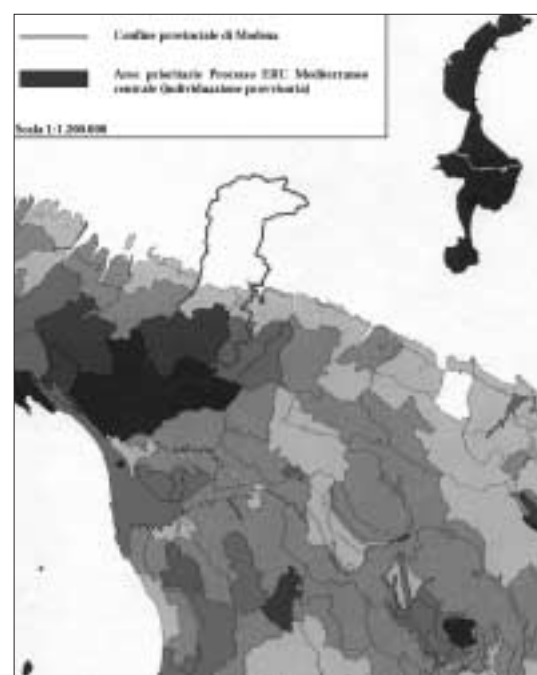 Confine provinciale di Modena
Aree prioritarie Processo ERC Mediterraneo
centrale (individuazione provvisoria)
Scala 1:1.200.000